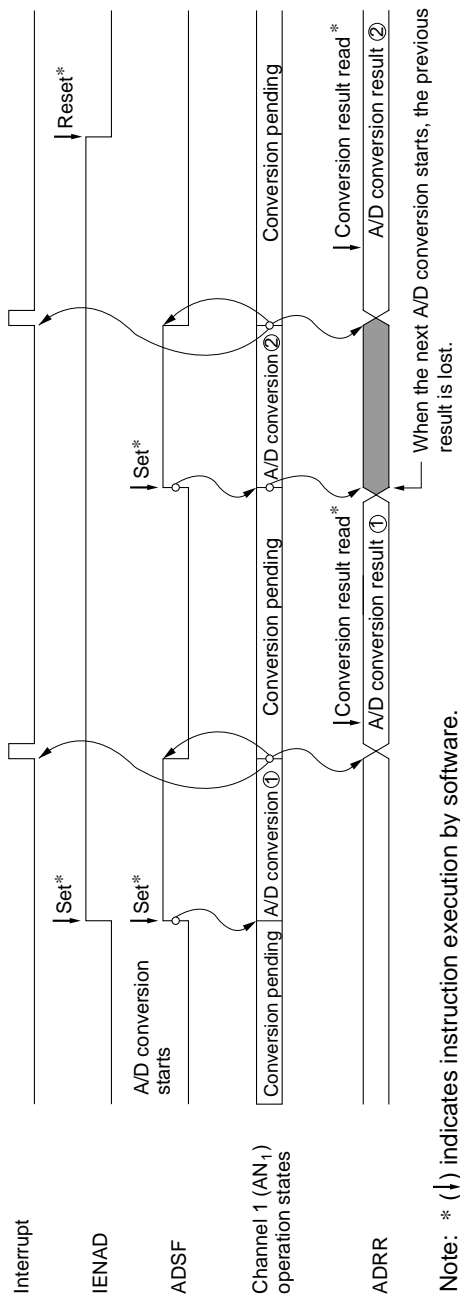 Interrupt
IENAD
Set*
Reset*
ADSF
A/D conversion
starts
Set*
Set*
Channel 1 (AN1)
operation states
Conversion pending
A/D conversion ①
Conversion pending
A/D conversion ②
Conversion pending
ADRR
Conversion result read*
A/D conversion result ①
Conversion result read*
A/D conversion result ②
When the next A/D conversion starts, the previous
result is lost.
Note: * (↓) indicates instruction execution by software.